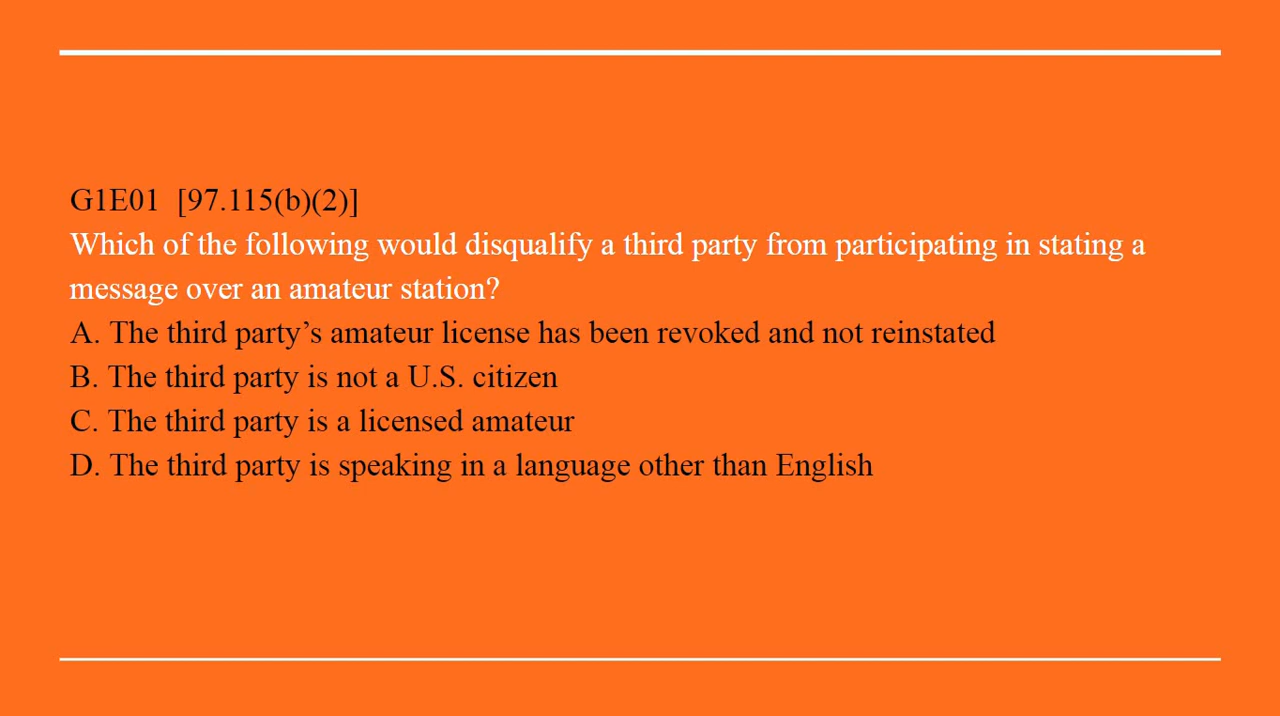 G1E01  [97.115(b)(2)]
Which of the following would disqualify a third party from participating in stating a
message over an amateur station?
A. The third party’s amateur license has been revoked and not reinstated
B. The third party is not a U.S. citizen
C. The third party is a licensed amateur
D. The third party is speaking in a language other than English